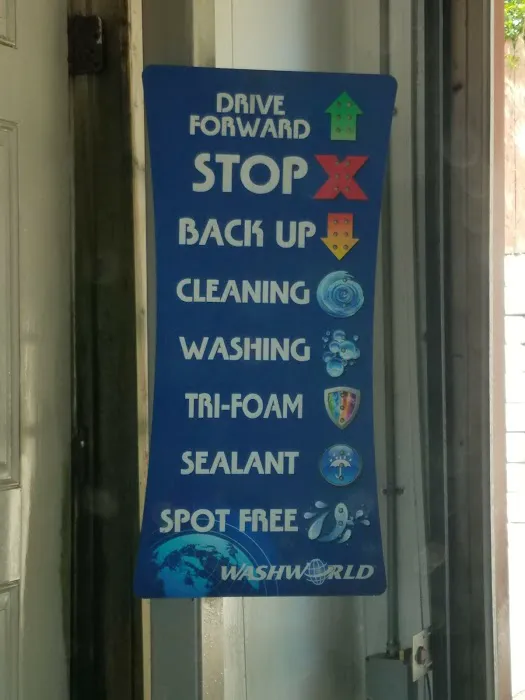 DRIVE
FORWARD
STOP
BACK UP
CLEANING
WASHING
TRI-FOAM
SEALANT
SPOT FREE
WASHWORLD